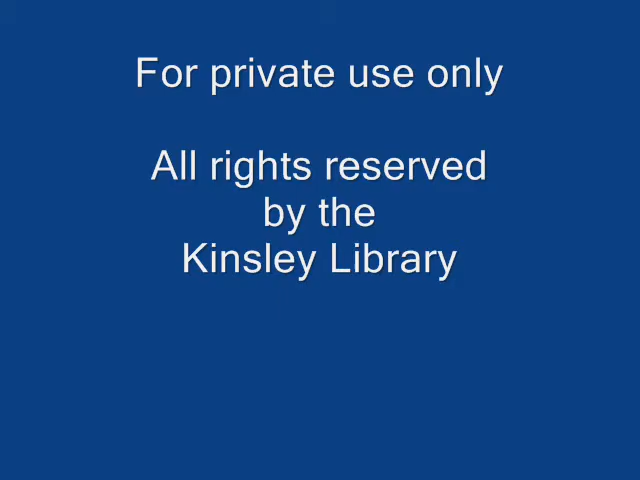 For private use only
All rights reserved
by the
Kinsley Library